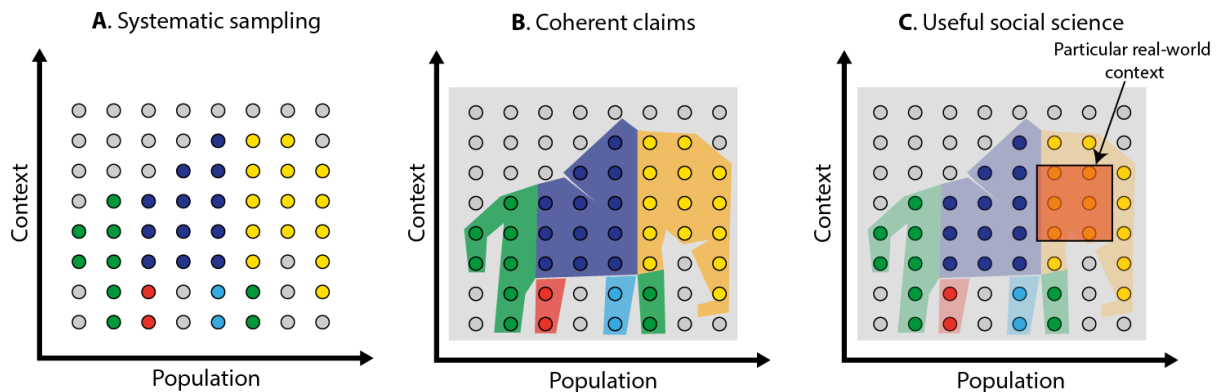 A. Systematic sampling
Context
Population
B. Coherent claims
Context
Population
C. Useful social science
Particular real-world
context
Context
Population